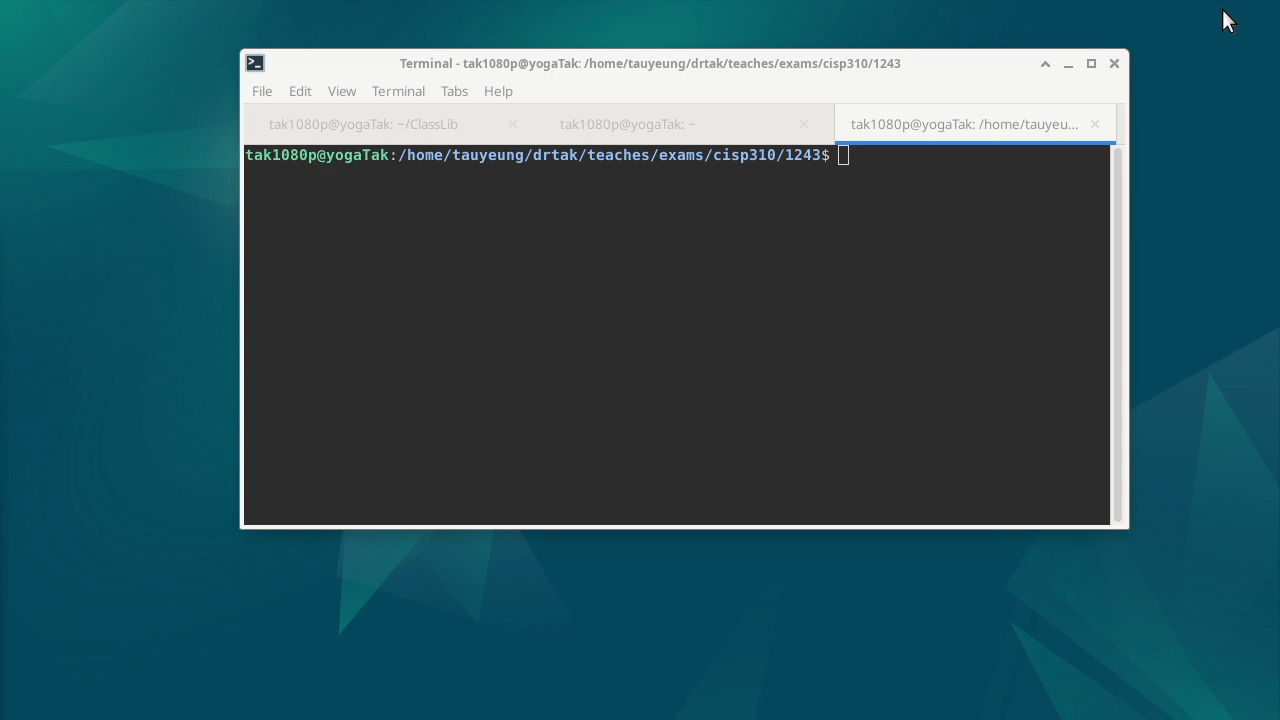 Terminal - tak1080p@yogaTak: /home/tauyeung/drtak/teaches/exams/cisp310/1243
File Edit View Terminal Tabs Help
tak1080p@yogaTak: ~/ClassLib tak1080p@yogaTak: ~ tak1080p@yogaTak: /home/tauyeu...
tak1080p@yogaTak:/home/tauyeung/drtak/teaches/exams/cisp310/1243$